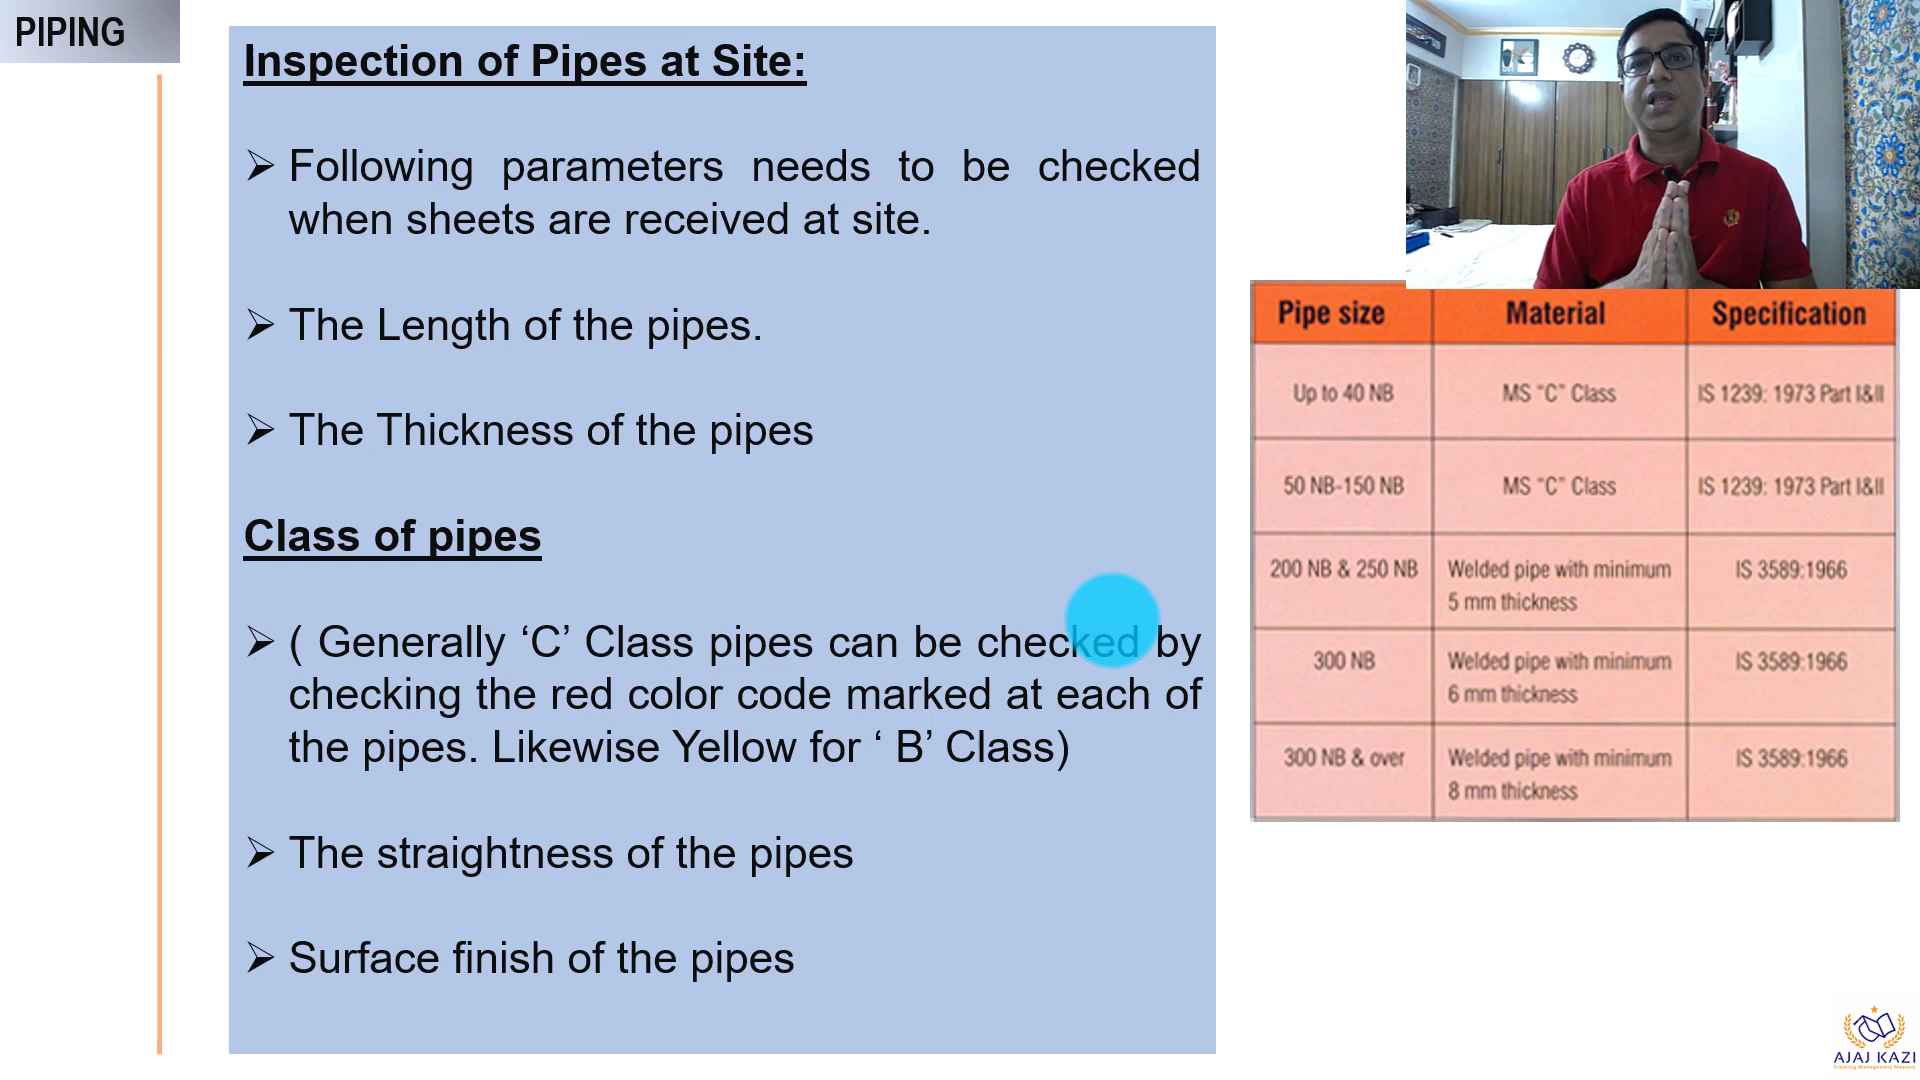 PIPING
Inspection of Pipes at Site:
Following parameters needs to be checked
when sheets are received at site.
The Length of the pipes.
The Thickness of the pipes
Class of pipes
( Generally ‘C’ Class pipes can be checked by
checking the red color code marked at each of
the pipes. Likewise Yellow for ‘ B’ Class)
The straightness of the pipes
Surface finish of the pipes
Pipe size Material Specification
Up to 40 NB MS “C” Class IS 1239: 1973 Part I&II
50 NB-150 NB MS “C” Class IS 1239: 1973 Part I&II
200 NB & 250 NB Welded pipe with minimum IS 3589:1966
5 mm thickness
300 NB Welded pipe with minimum IS 3589:1966
6 mm thickness
300 NB & over Welded pipe with minimum IS 3589:1966
8 mm thickness
AJAJ KAZI
Creating Management Masters